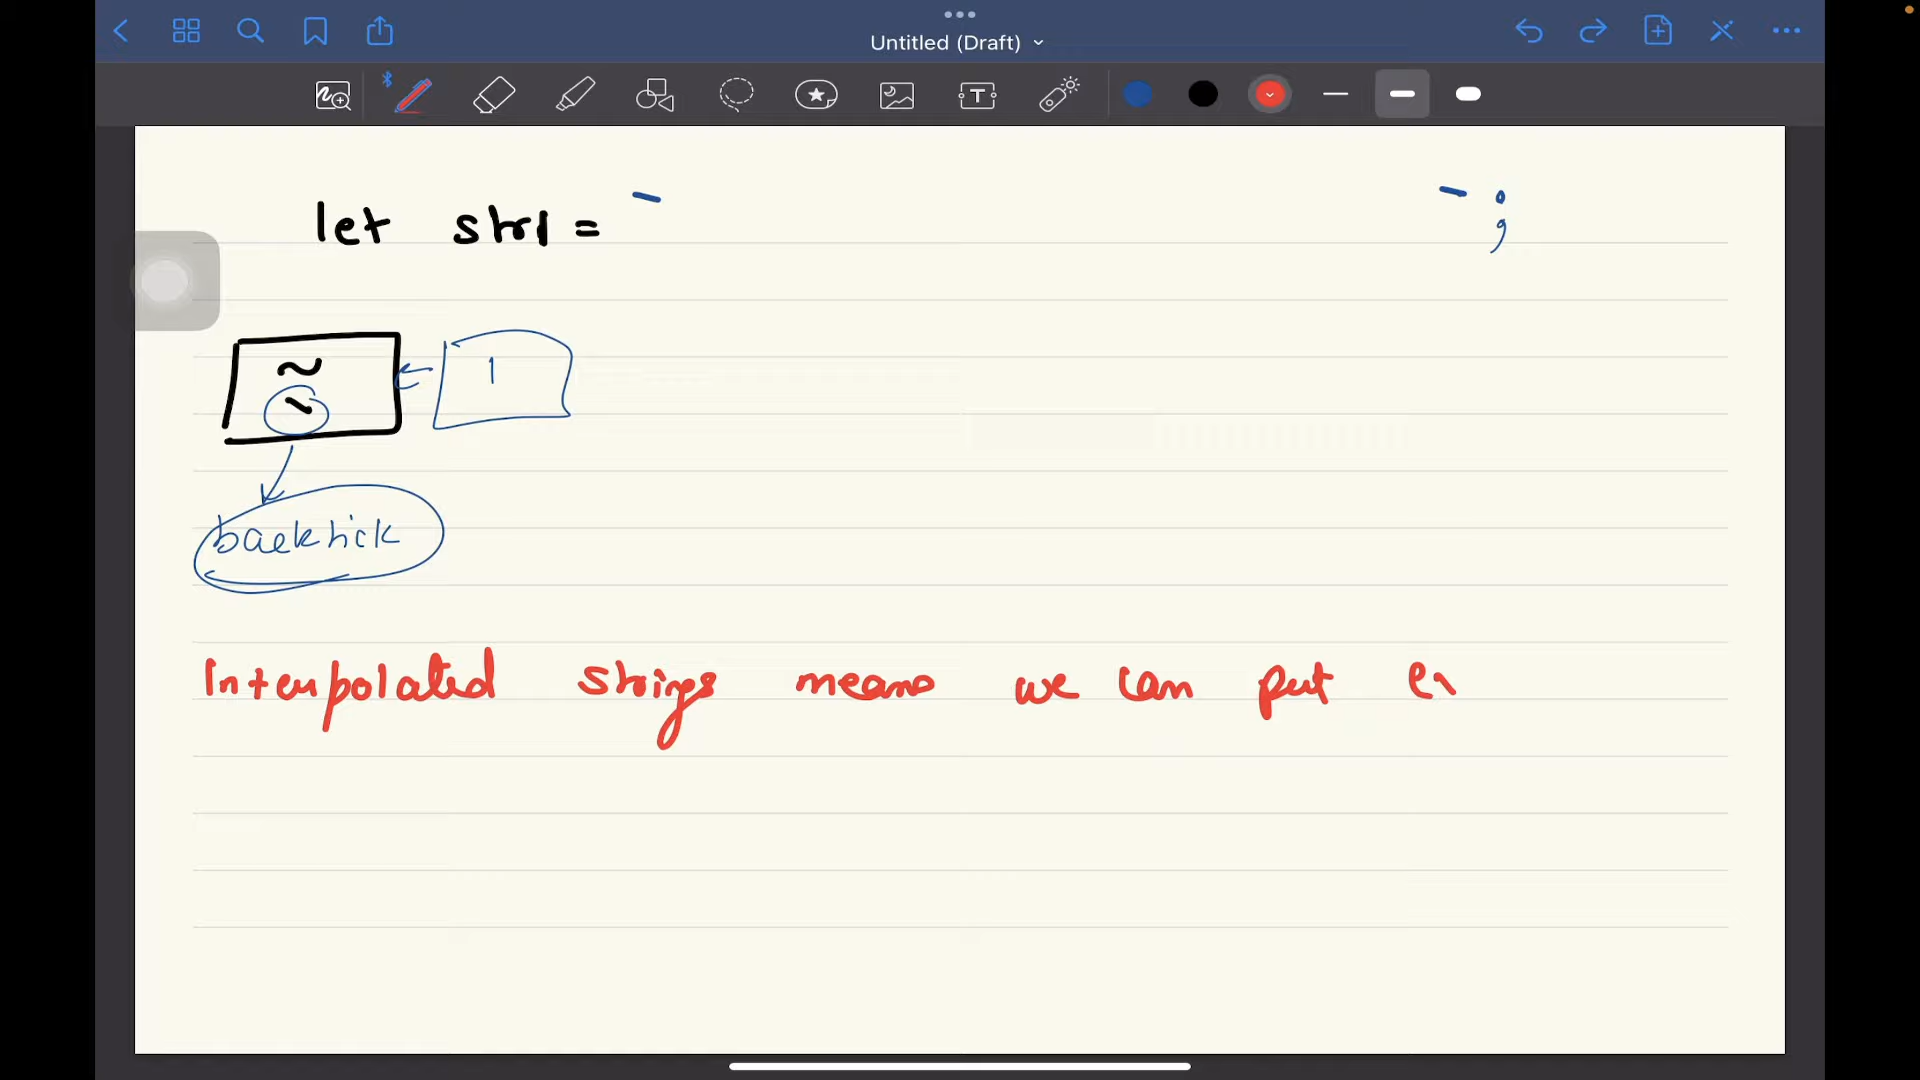 Untitled (Draft)
let str1 = ` ` ;
~
` 1
backtick
Interpolated strings means we can put ex